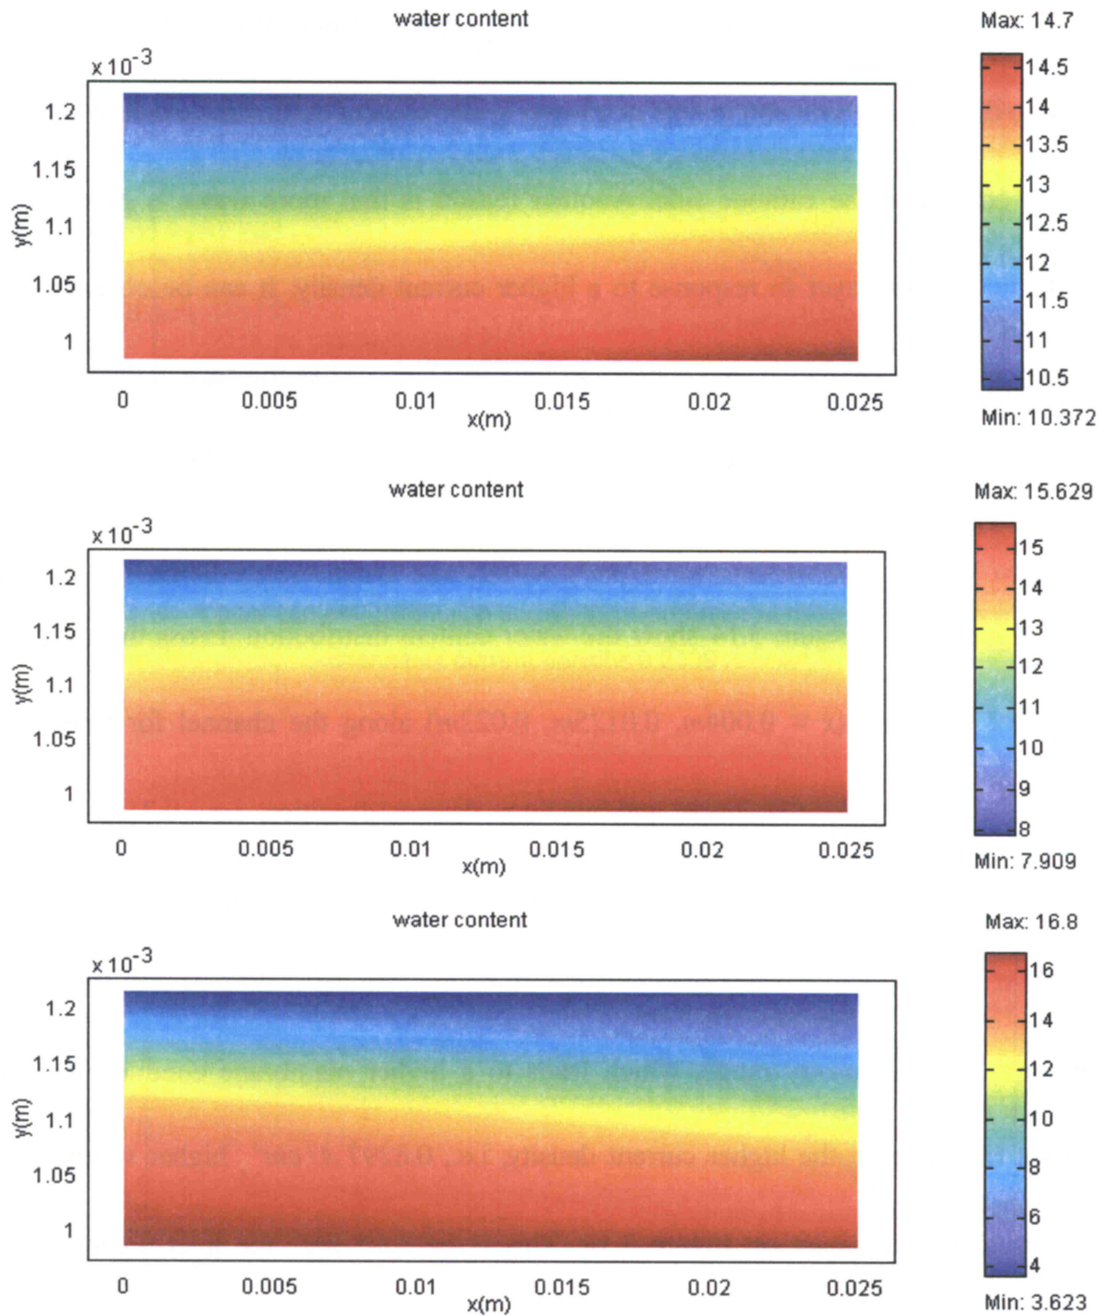 water content
Max: 14.7
x 10^-3
1.2
1.15
1.1
1.05
1
y(m)
0 0.005 0.01 0.015 0.02 0.025
x(m)
14.5
14
13.5
13
12.5
12
11.5
11
10.5
Min: 10.372
water content
Max: 15.629
x 10^-3
1.2
1.15
1.1
1.05
1
y(m)
0 0.005 0.01 0.015 0.02 0.025
x(m)
15
14
13
12
11
10
9
8
Min: 7.909
water content
Max: 16.8
x 10^-3
1.2
1.15
1.1
1.05
1
y(m)
0 0.005 0.01 0.015 0.02 0.025
x(m)
16
14
12
10
8
6
4
Min: 3.623